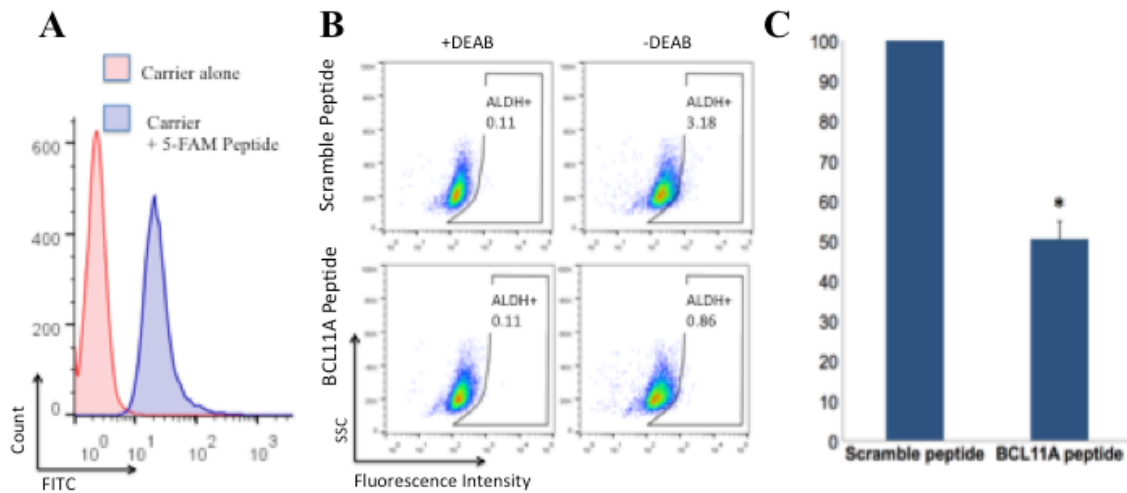 A
Carrier alone
Carrier
+ 5-FAM Peptide
600
400
200
0
10^0 10^1 10^2 10^3
Count
FITC
B
+DEAB
-DEAB
Scramble Peptide
ALDH+
0.11
ALDH+
3.18
BCL11A Peptide
ALDH+
0.11
ALDH+
0.86
SSC
Fluorescence Intensity
C
100
90
80
70
60
50
40
30
20
10
0
*
Scramble peptide
BCL11A peptide